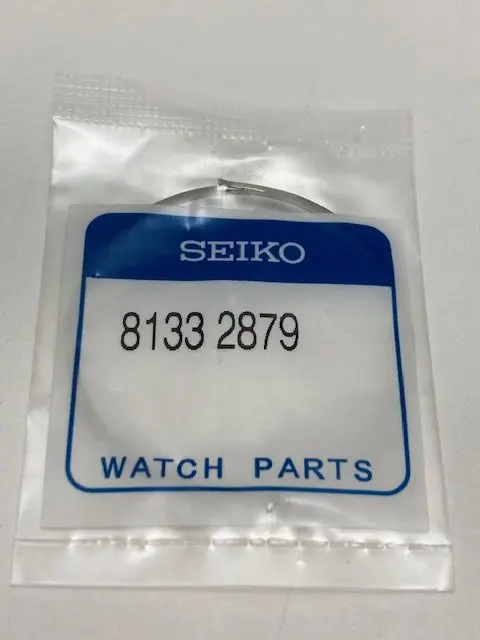 SEIKO
8133 2879
WATCH PARTS